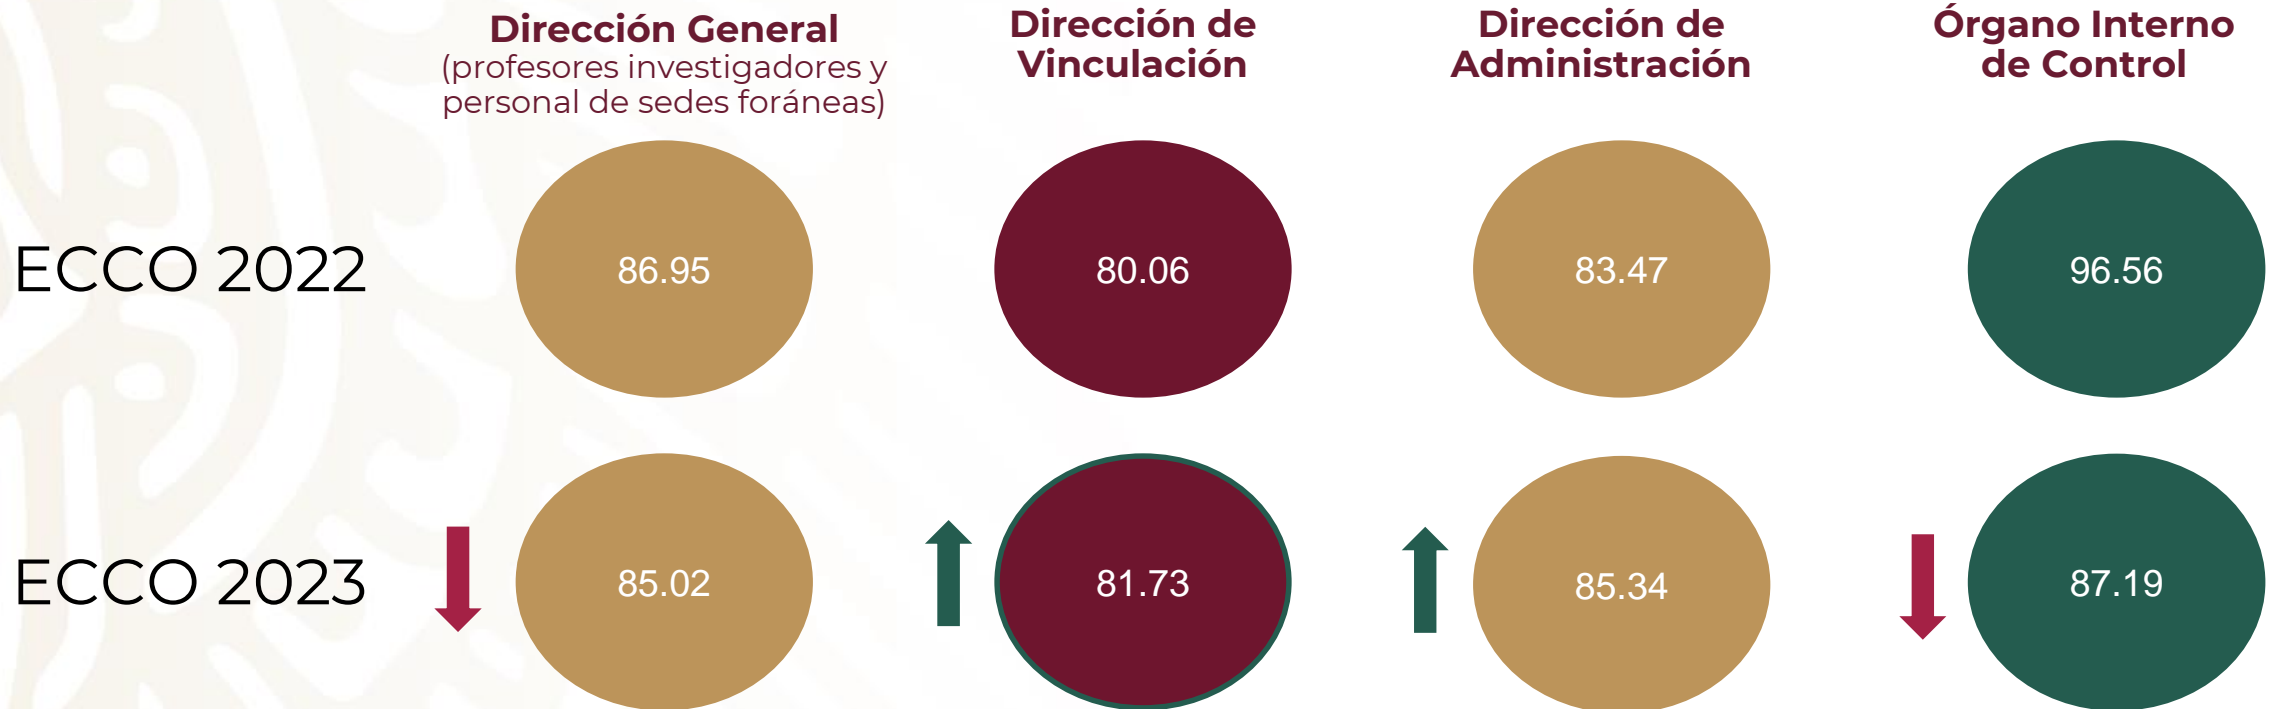 Dirección General
(profesores investigadores y
personal de sedes foráneas)
Dirección de
Vinculación
Dirección de
Administración
Órgano Interno
de Control
ECCO 2022
86.95
80.06
83.47
96.56
ECCO 2023
85.02
81.73
85.34
87.19